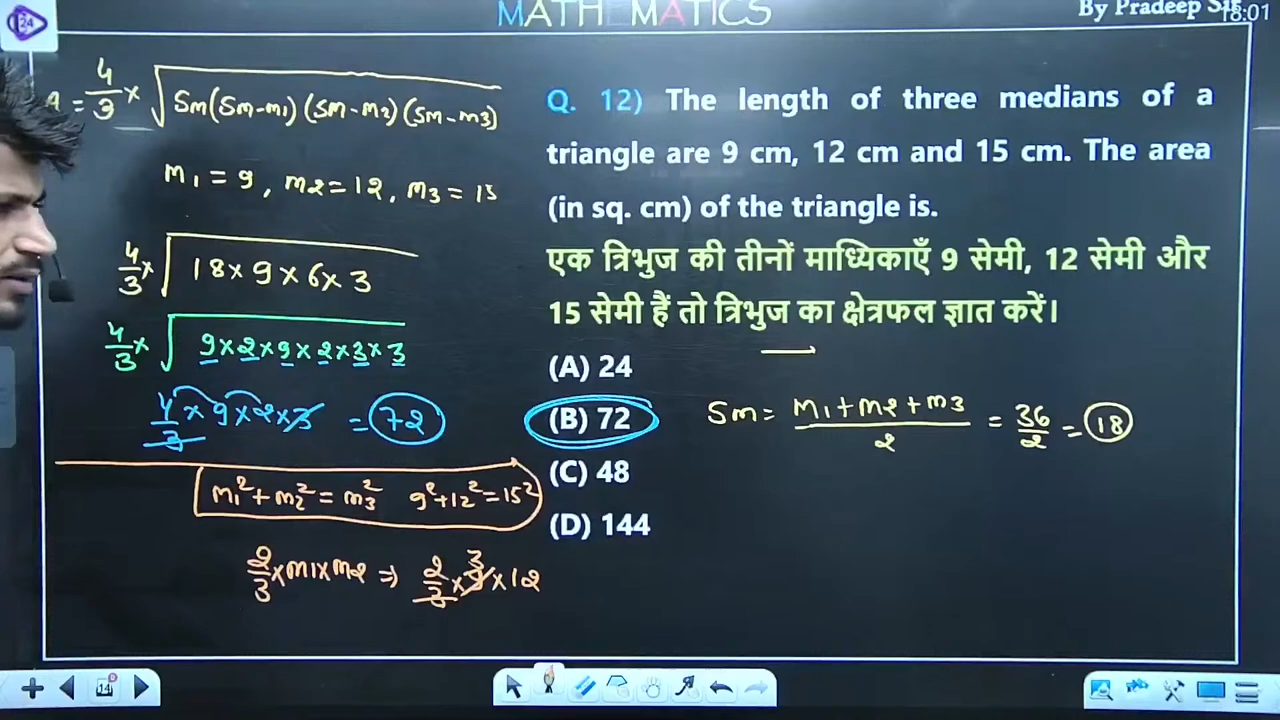 MATHEMATICS
By Pradeep Sir
18:01
24
A = 4/3 × √Sm(Sm-m1)(Sm-m2)(Sm-m3)
m1 = 9, m2 = 12, m3 = 15
4/3 × √18 × 9 × 6 × 3
4/3 × √9×2×9×2×3×3
4/3 × 9×2×3 = 72
m1² + m2² = m3² 9²+12² = 15²
2/3 × m1 × m2 ⇒ 2/3 × 9 3 × 12
Q. 12) The length of three medians of a
triangle are 9 cm, 12 cm and 15 cm. The area
(in sq. cm) of the triangle is.
एक त्रिभुज की तीनों माध्यिकाएँ 9 सेमी, 12 सेमी और
15 सेमी हैं तो त्रिभुज का क्षेत्रफल ज्ञात करें।
(A) 24
(B) 72
(C) 48
(D) 144
Sm = m1+m2+m3/2 = 36/2 = 18
14